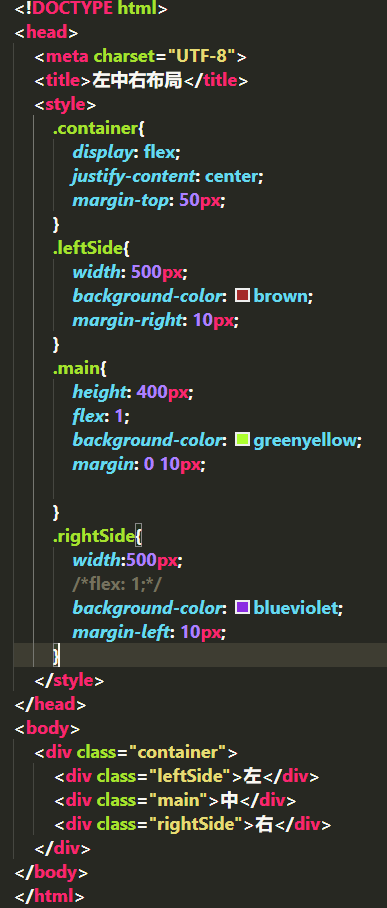 <!DOCTYPE html>
<head>
<meta charset="UTF-8">
<title>左中右布局</title>
<style>
.container{
display: flex;
justify-content: center;
margin-top: 50px;
}
.leftSide{
width: 500px;
background-color: brown;
margin-right: 10px;
}
.main{
height: 400px;
flex: 1;
background-color: greenyellow;
margin: 0 10px;
}
.rightSide{
width:500px;
/*flex: 1;*/
background-color: blueviolet;
margin-left: 10px;
}
</style>
</head>
<body>
<div class="container">
<div class="leftSide">左</div>
<div class="main">中</div>
<div class="rightSide">右</div>
</div>
</body>
</html>